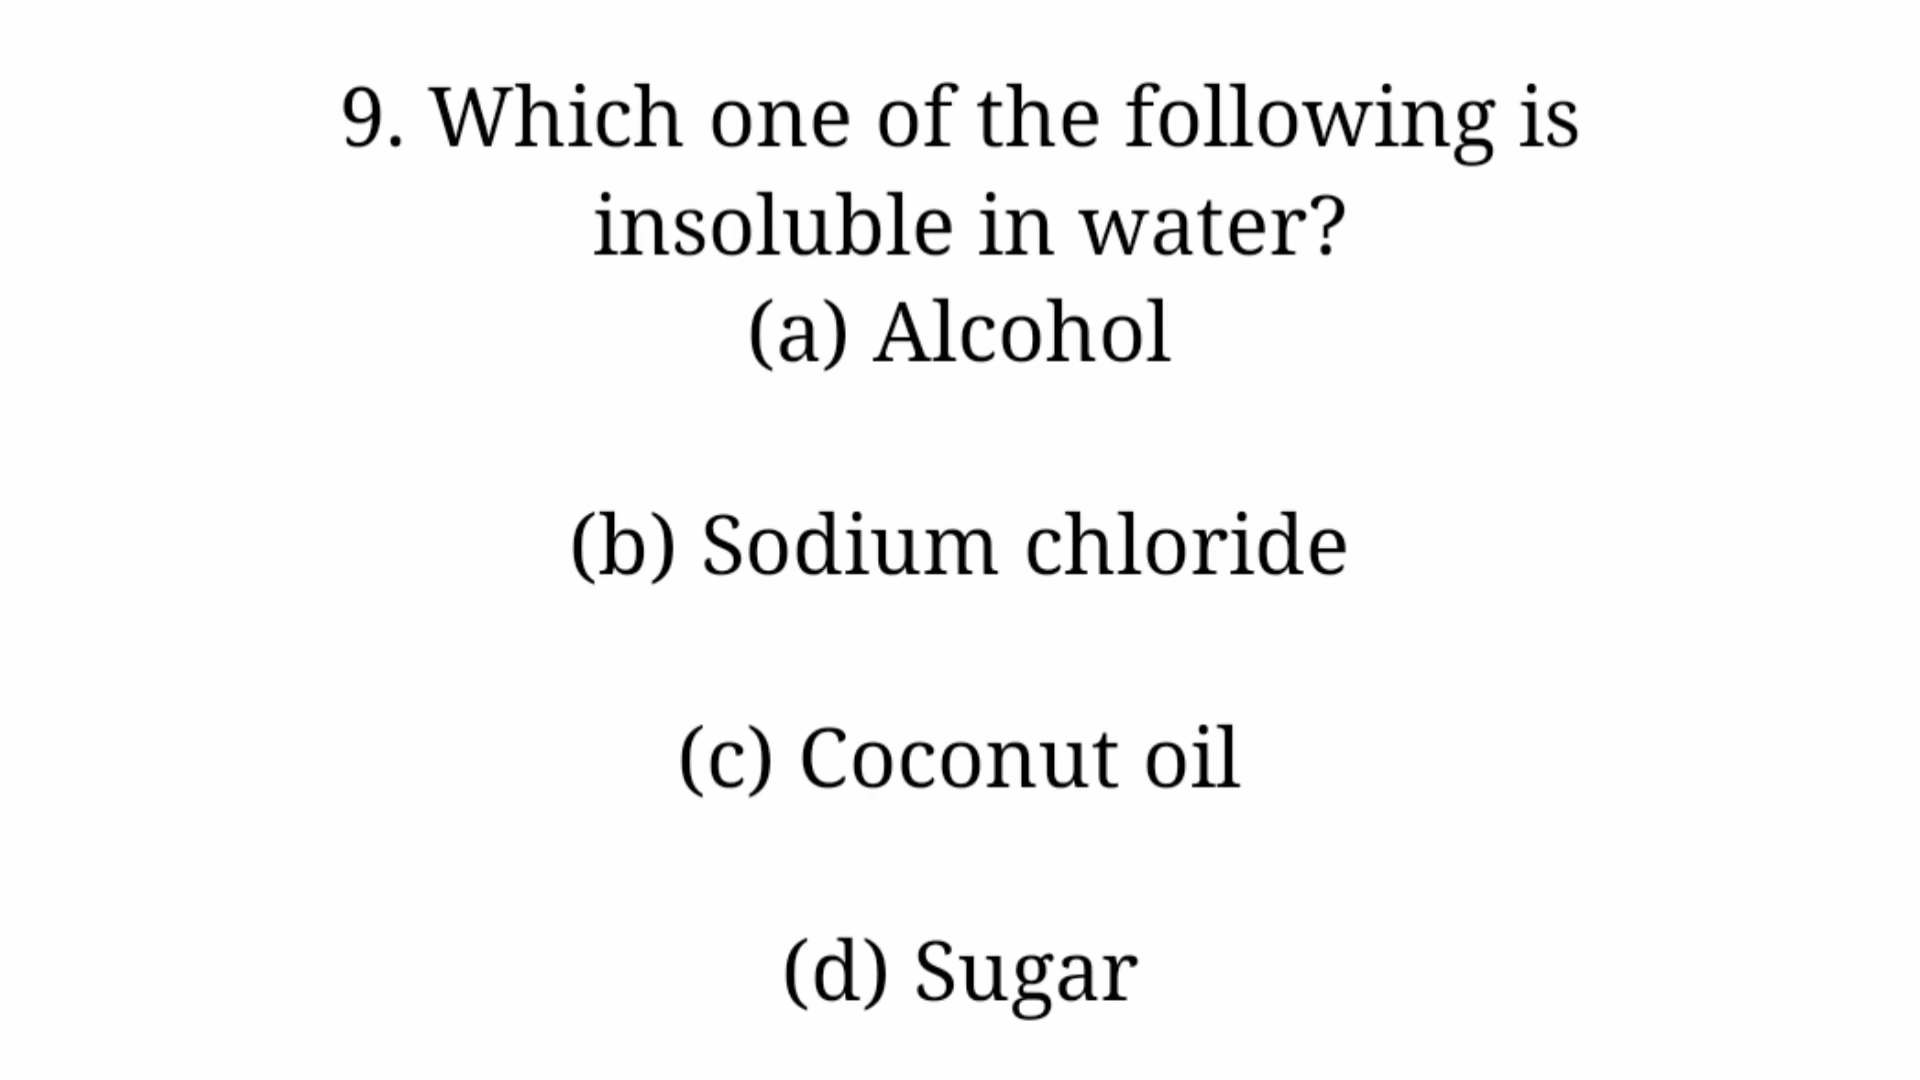 9. Which one of the following is
insoluble in water?
(a) Alcohol
(b) Sodium chloride
(c) Coconut oil
(d) Sugar